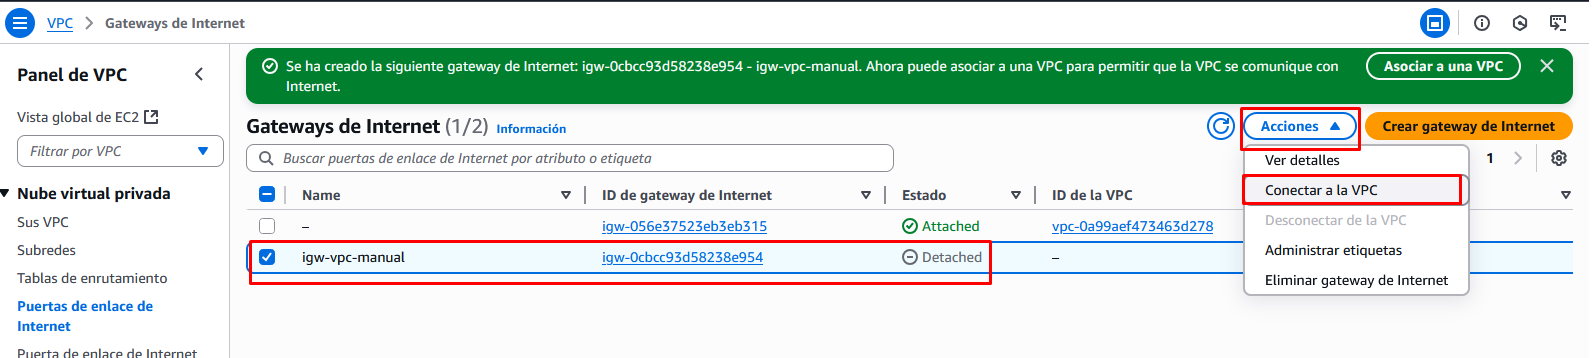 VPC > Gateways de Internet
Panel de VPC
Vista global de EC2
Filtrar por VPC
Nube virtual privada
Sus VPC
Subredes
Tablas de enrutamiento
Puertas de enlace de
Internet
Puerta de enlace de Internet
Se ha creado la siguiente gateway de Internet: igw-0cbcc93d58238e954 - igw-vpc-manual. Ahora puede asociar a una VPC para permitir que la VPC se comunique con
Internet.
Asociar a una VPC
Gateways de Internet (1/2) Información
Acciones
Crear gateway de Internet
Buscar puertas de enlace de Internet por atributo o etiqueta
1
Ver detalles
Conectar a la VPC
Desconectar de la VPC
Administrar etiquetas
Eliminar gateway de Internet
Name ID de gateway de Internet Estado ID de la VPC
– igw-056e37523eb3eb315 Attached vpc-0a99aef473463d278
igw-vpc-manual igw-0cbcc93d58238e954 Detached –